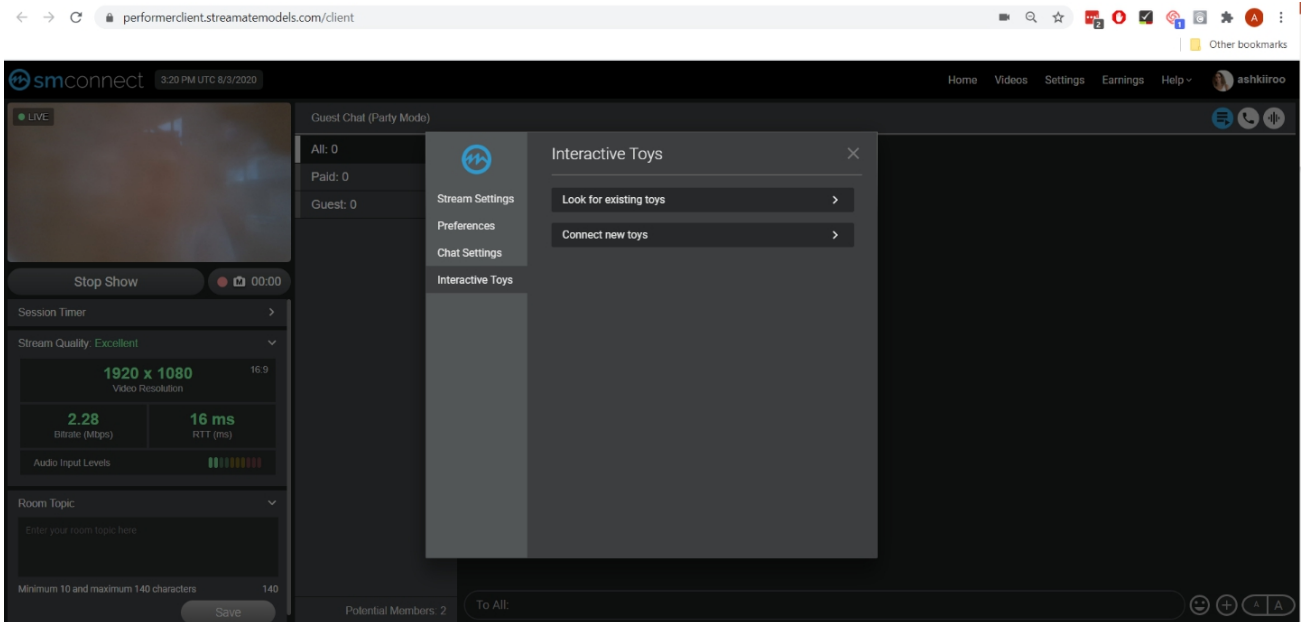 performerclient.streamatemodels.com/client
2
1
A
Other bookmarks
smconnect 3:20 PM UTC 8/3/2020
Home Videos Settings Earnings Help ashkiiroo
LIVE
Guest Chat (Party Mode)
All: 0
Paid: 0
Guest: 0
Stream Settings
Preferences
Chat Settings
Interactive Toys
Interactive Toys
Look for existing toys
Connect new toys
Stop Show
00:00
Session Timer
Stream Quality: Excellent
1920 x 1080 16:9
Video Resolution
2.28 16 ms
Bitrate (Mbps) RTT (ms)
Audio Input Levels
Room Topic
Enter your room topic here
Minimum 10 and maximum 140 characters 140
Save
Potential Members: 2
To All:
A A